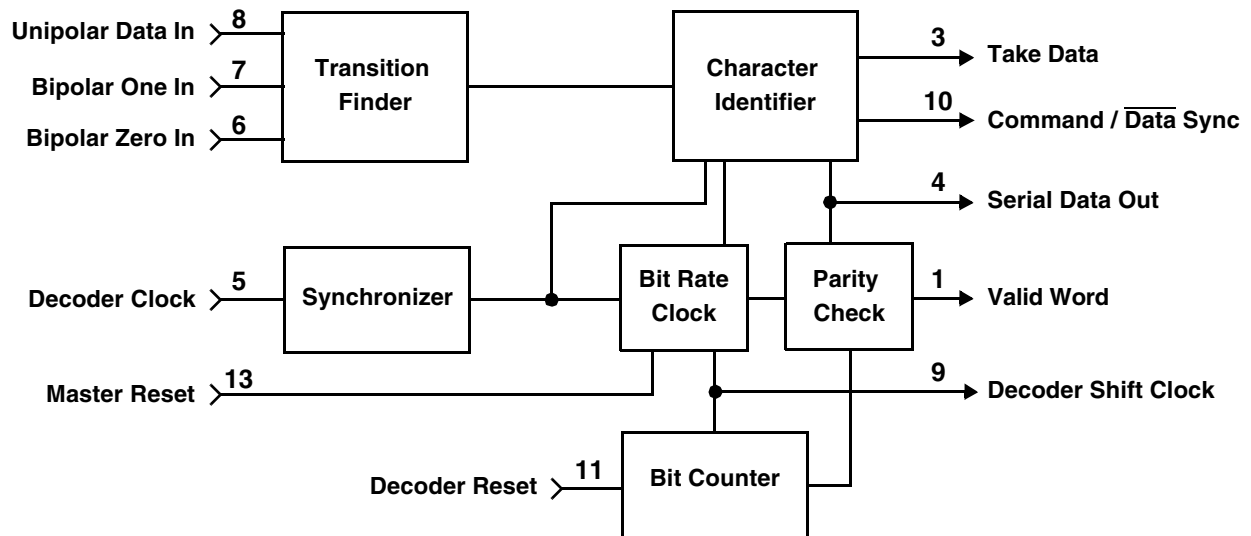 Unipolar Data In
8
Bipolar One In
7
Bipolar Zero In
6
Transition
Finder
Character
Identifier
3
Take Data
10
Command / Data Sync
4
Serial Data Out
Decoder Clock
5
Synchronizer
Bit Rate
Clock
Parity
Check
1
Valid Word
Master Reset
13
9
Decoder Shift Clock
Decoder Reset
11
Bit Counter